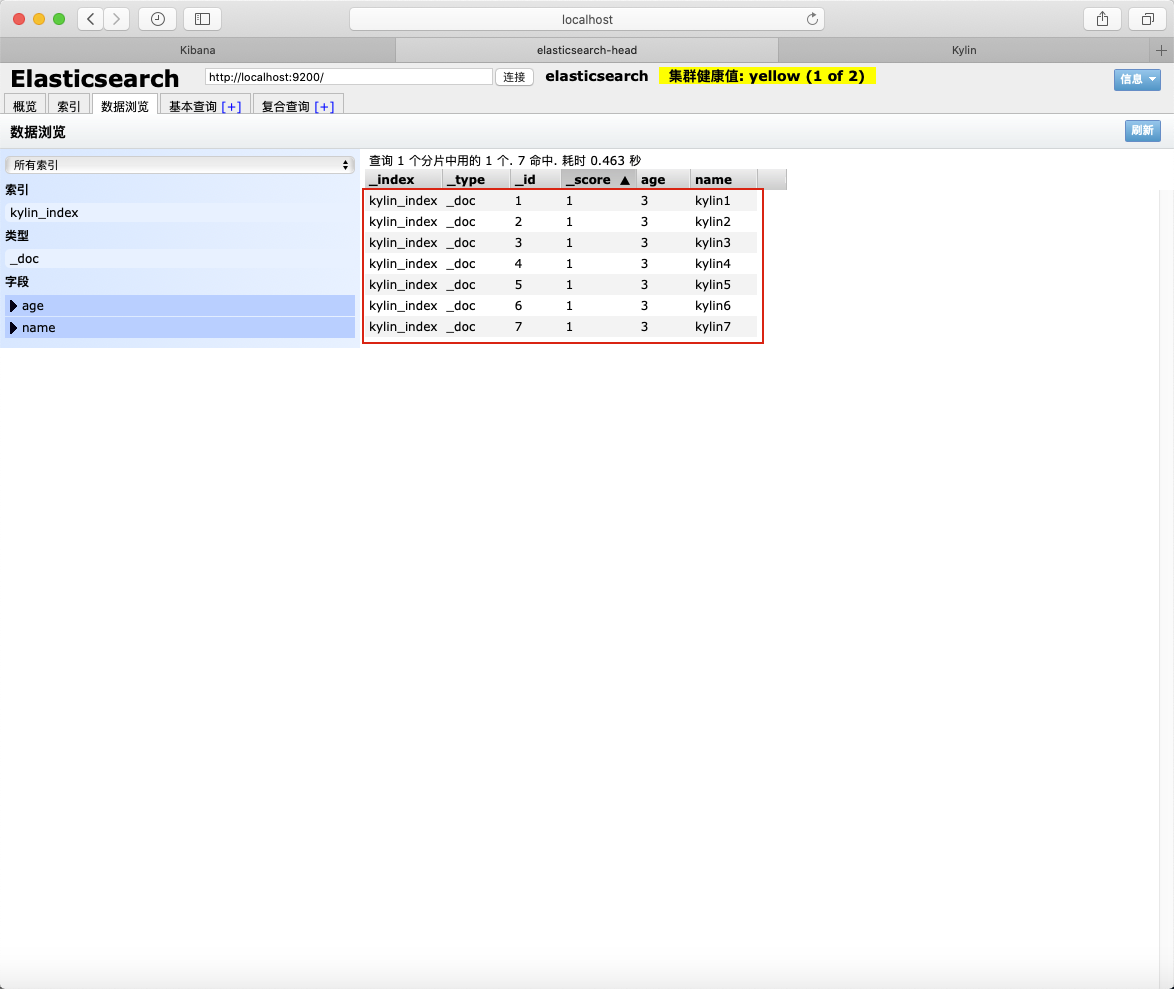 localhost
Kibana elasticsearch-head Kylin
Elasticsearch http://localhost:9200/ 连接 elasticsearch 集群健康值: yellow (1 of 2) 信息
概览 索引 数据浏览 基本查询 [+] 复合查询 [+]
数据浏览 刷新
所有索引
索引
kylin_index
类型
_doc
字段
age
name
查询 1 个分片中用的 1 个. 7 命中. 耗时 0.463 秒
_index _type _id _score ▲ age name
kylin_index _doc 1 1 3 kylin1
kylin_index _doc 2 1 3 kylin2
kylin_index _doc 3 1 3 kylin3
kylin_index _doc 4 1 3 kylin4
kylin_index _doc 5 1 3 kylin5
kylin_index _doc 6 1 3 kylin6
kylin_index _doc 7 1 3 kylin7